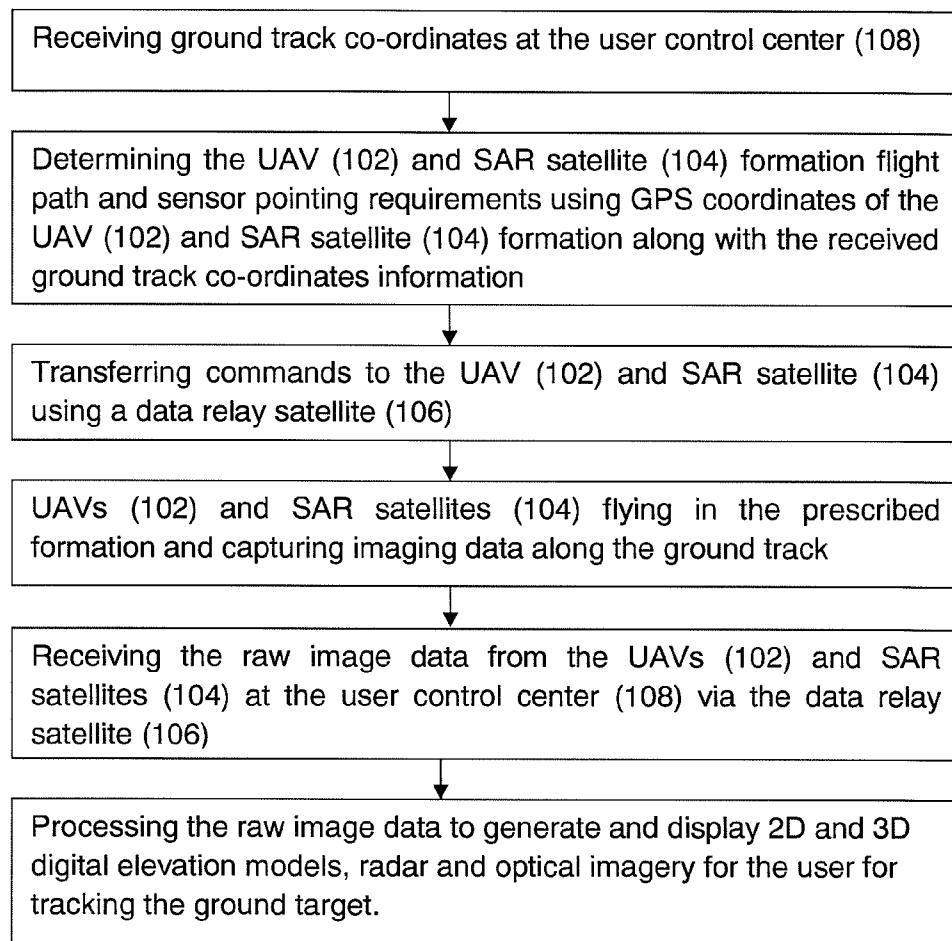 Receiving ground track co-ordinates at the user control center (108)
Determining the UAV (102) and SAR satellite (104) formation flight
path and sensor pointing requirements using GPS coordinates of the
UAV (102) and SAR satellite (104) formation along with the received
ground track co-ordinates information
Transferring commands to the UAV (102) and SAR satellite (104)
using a data relay satellite (106)
UAVs (102) and SAR satellites (104) flying in the prescribed
formation and capturing imaging data along the ground track
Receiving the raw image data from the UAVs (102) and SAR
satellites (104) at the user control center (108) via the data relay
satellite (106)
Processing the raw image data to generate and display 2D and 3D
digital elevation models, radar and optical imagery for the user for
tracking the ground target.